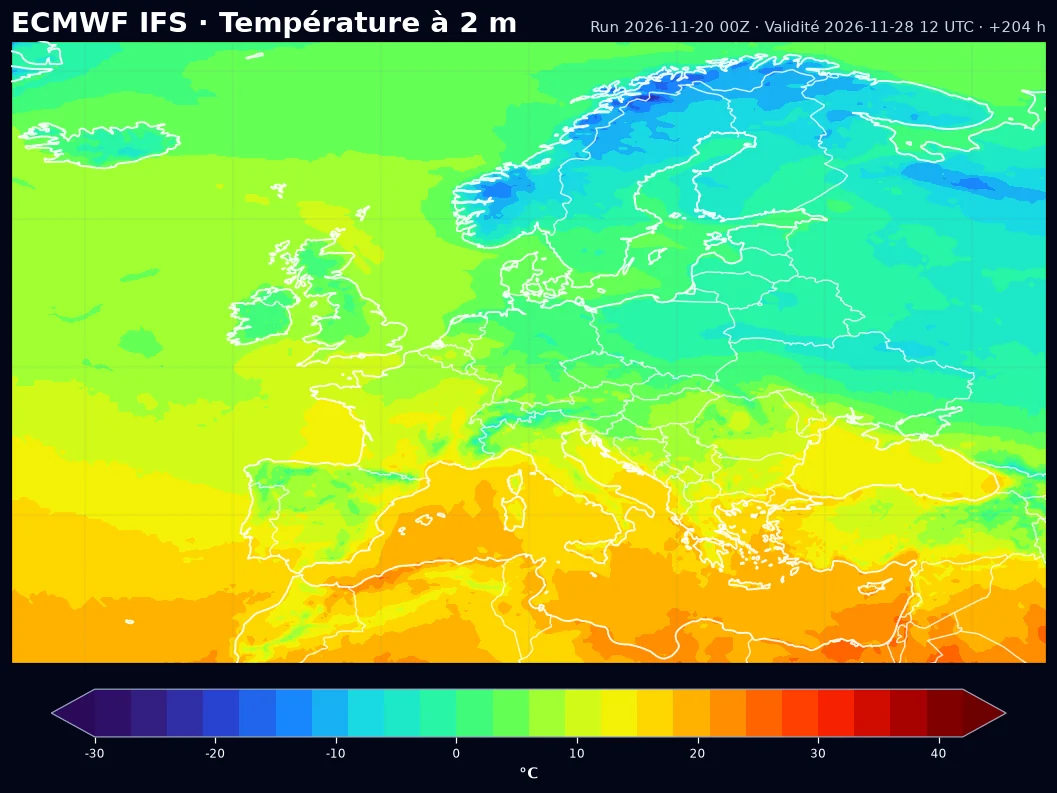 ECMWF IFS · Température à 2 m
Run 2026-11-20 00Z · Validité 2026-11-28 12 UTC · +204 h
-30 -20 -10 0 10 20 30 40
°C